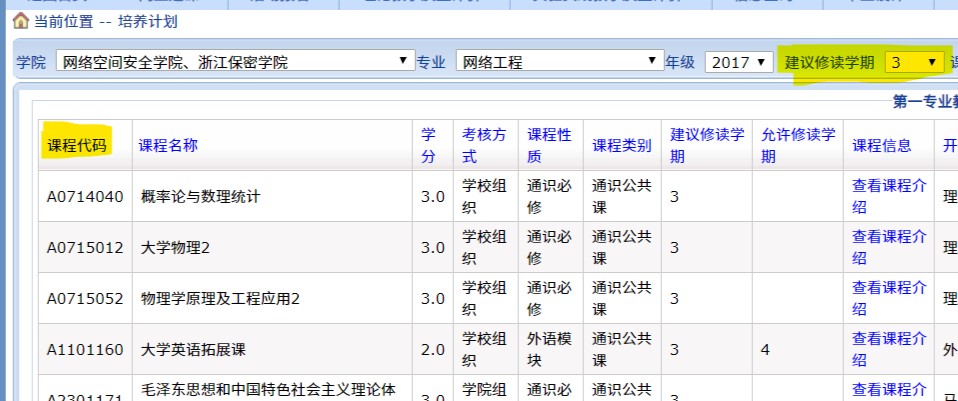 当前位置 -- 培养计划
学院 网络空间安全学院、浙江保密学院 专业 网络工程 年级 2017 建议修读学期 3
第一专业
课程代码 课程名称 学分 考核方式 课程性质 课程类别 建议修读学期 允许修读学期 课程信息 开
A0714040 概率论与数理统计 3.0 学校组织 通识必修 通识公共课 3 查看课程介绍 理
A0715012 大学物理2 3.0 学校组织 通识必修 通识公共课 3 查看课程介绍 理
A0715052 物理学原理及工程应用2 3.0 学校组织 通识必修 通识公共课 3 查看课程介绍 理
A1101160 大学英语拓展课 2.0 学校组织 外语模块 通识公共课 3 4 查看课程介绍 外
A2301171 毛泽东思想和中国特色社会主义理论体 3.0 学院组 通识必 通识公共 3 查看课程介